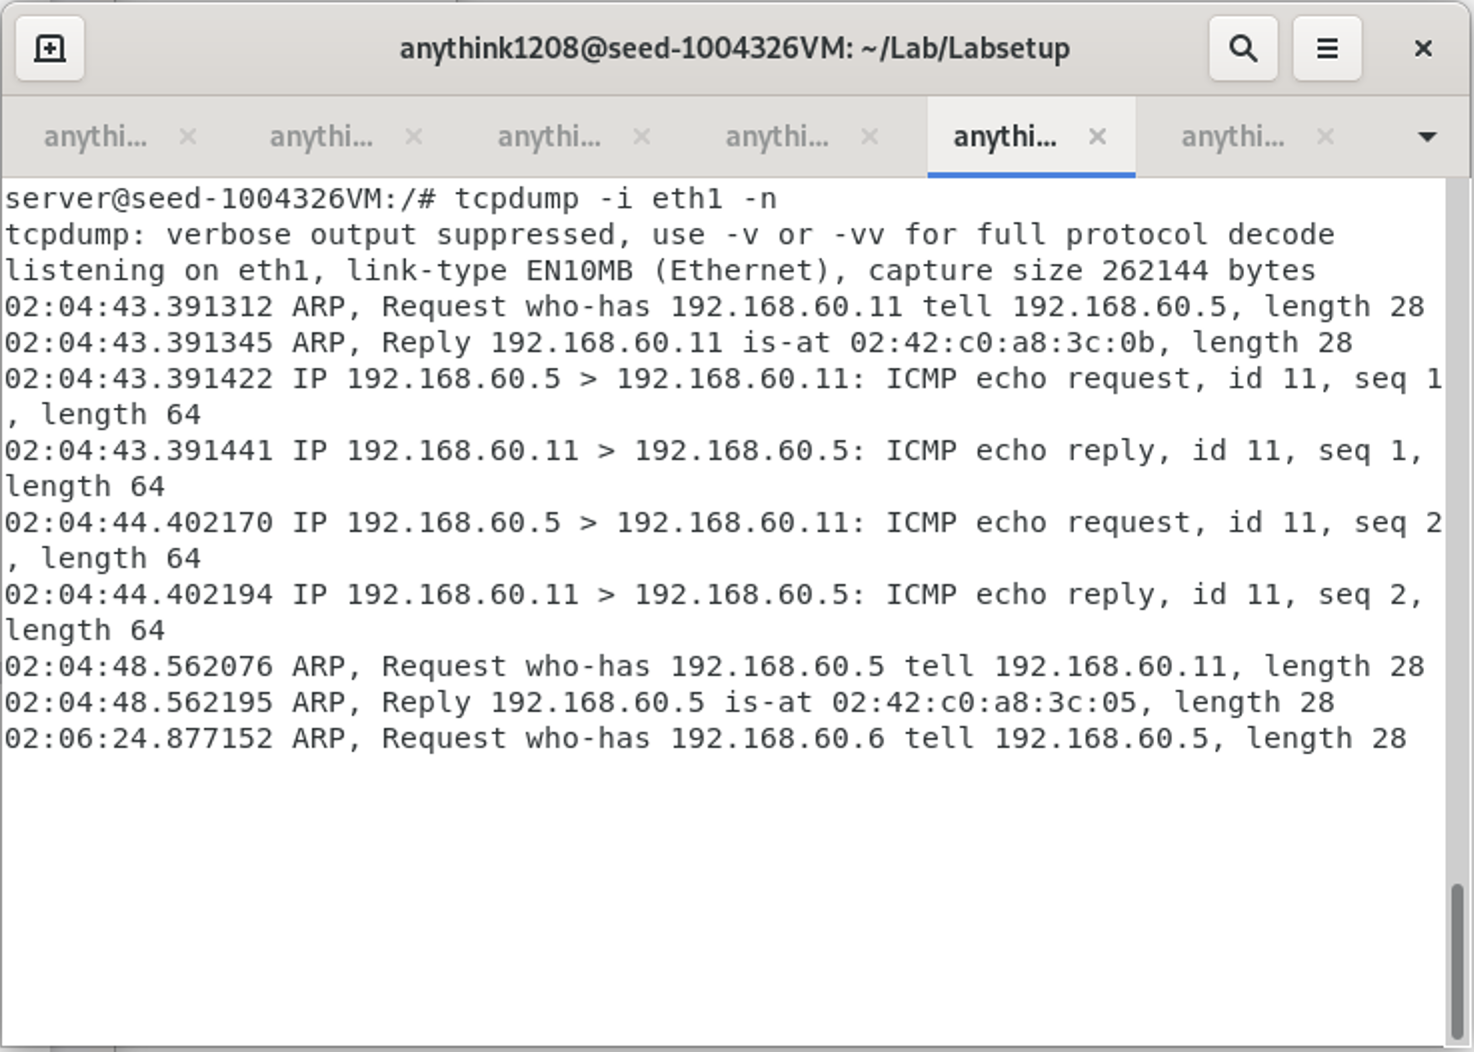 anythink1208@seed-1004326VM: ~/Lab/Labsetup
anythi... anythi... anythi... anythi... anythi... anythi...
server@seed-1004326VM:/# tcpdump -i eth1 -n
tcpdump: verbose output suppressed, use -v or -vv for full protocol decode
listening on eth1, link-type EN10MB (Ethernet), capture size 262144 bytes
02:04:43.391312 ARP, Request who-has 192.168.60.11 tell 192.168.60.5, length 28
02:04:43.391345 ARP, Reply 192.168.60.11 is-at 02:42:c0:a8:3c:0b, length 28
02:04:43.391422 IP 192.168.60.5 > 192.168.60.11: ICMP echo request, id 11, seq 1
, length 64
02:04:43.391441 IP 192.168.60.11 > 192.168.60.5: ICMP echo reply, id 11, seq 1,
length 64
02:04:44.402170 IP 192.168.60.5 > 192.168.60.11: ICMP echo request, id 11, seq 2
, length 64
02:04:44.402194 IP 192.168.60.11 > 192.168.60.5: ICMP echo reply, id 11, seq 2,
length 64
02:04:48.562076 ARP, Request who-has 192.168.60.5 tell 192.168.60.11, length 28
02:04:48.562195 ARP, Reply 192.168.60.5 is-at 02:42:c0:a8:3c:05, length 28
02:06:24.877152 ARP, Request who-has 192.168.60.6 tell 192.168.60.5, length 28